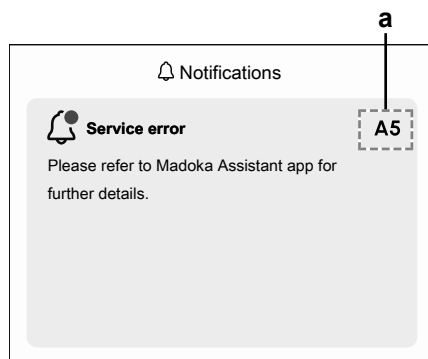 a
Notifications
Service error
A5
Please refer to Madoka Assistant app for
further details.